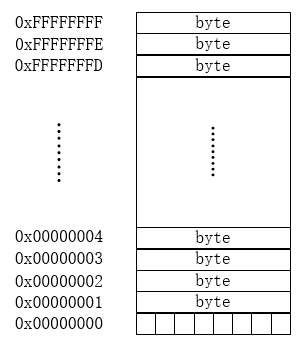 0xFFFFFFFF byte
0xFFFFFFFE byte
0xFFFFFFFD byte
0x00000004 byte
0x00000003 byte
0x00000002 byte
0x00000001 byte
0x00000000